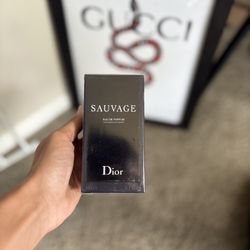 GUCCI
SAUVAGE
EAU DE PARFUM
Dior